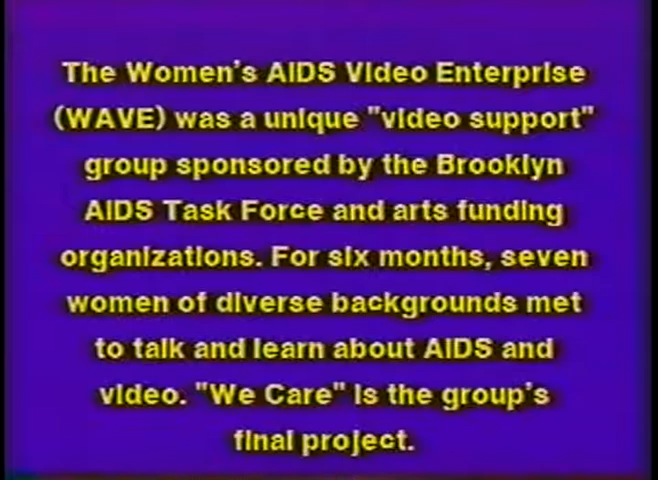 The Women's AIDS Video Enterprise
(WAVE) was a unique "video support"
group sponsored by the Brooklyn
AIDS Task Force and arts funding
organizations. For six months, seven
women of diverse backgrounds met
to talk and learn about AIDS and
video. "We Care" is the group's
final project.